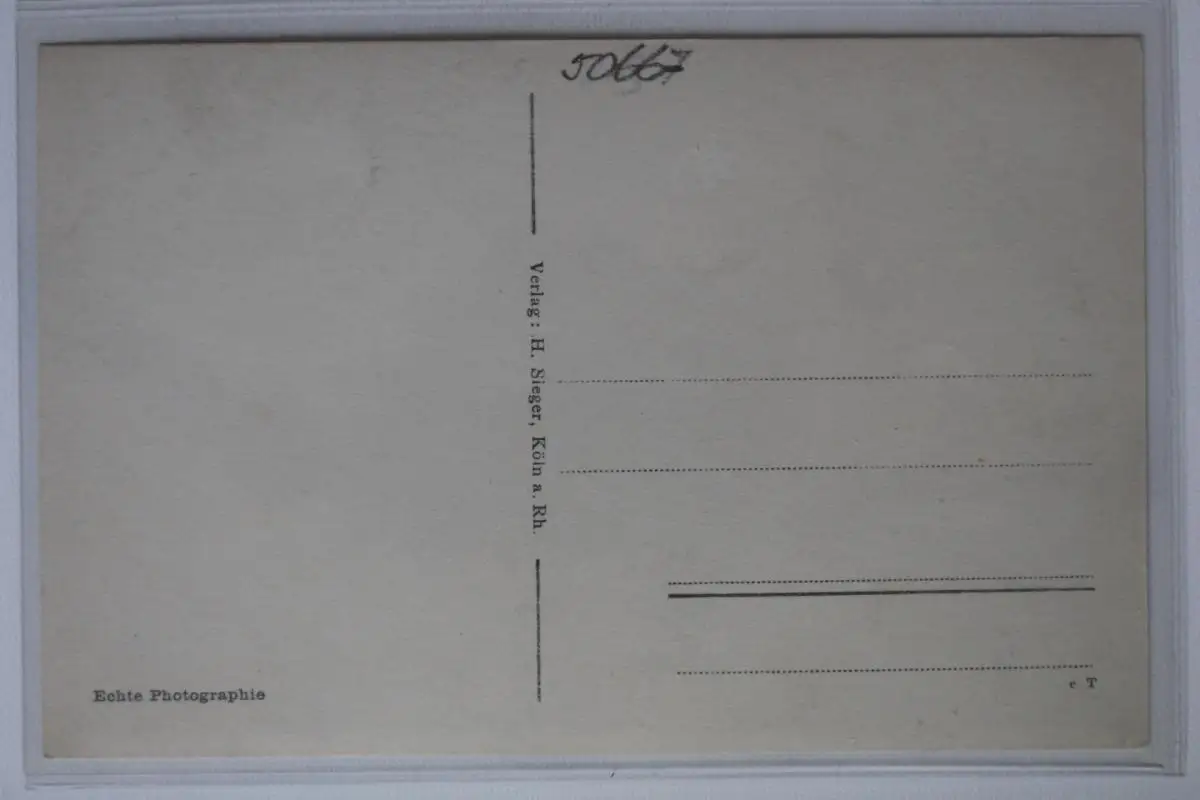 50667
Verlag: H. Sieger, Köln a. Rh.
Echte Photographie
e T